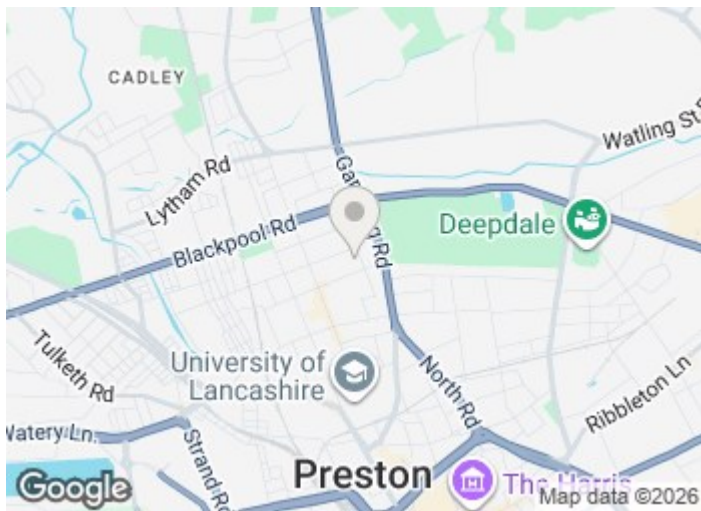 CADLEY
Watling St
Lytham Rd
Gar
g Rd
Blackpool Rd
Deepdale
Tulketh Rd
University of
Lancashire
North Rd
Ribbleton Ln
Watery Ln.
Strand Rd
Preston
The Harris
Google
Map data ©2026